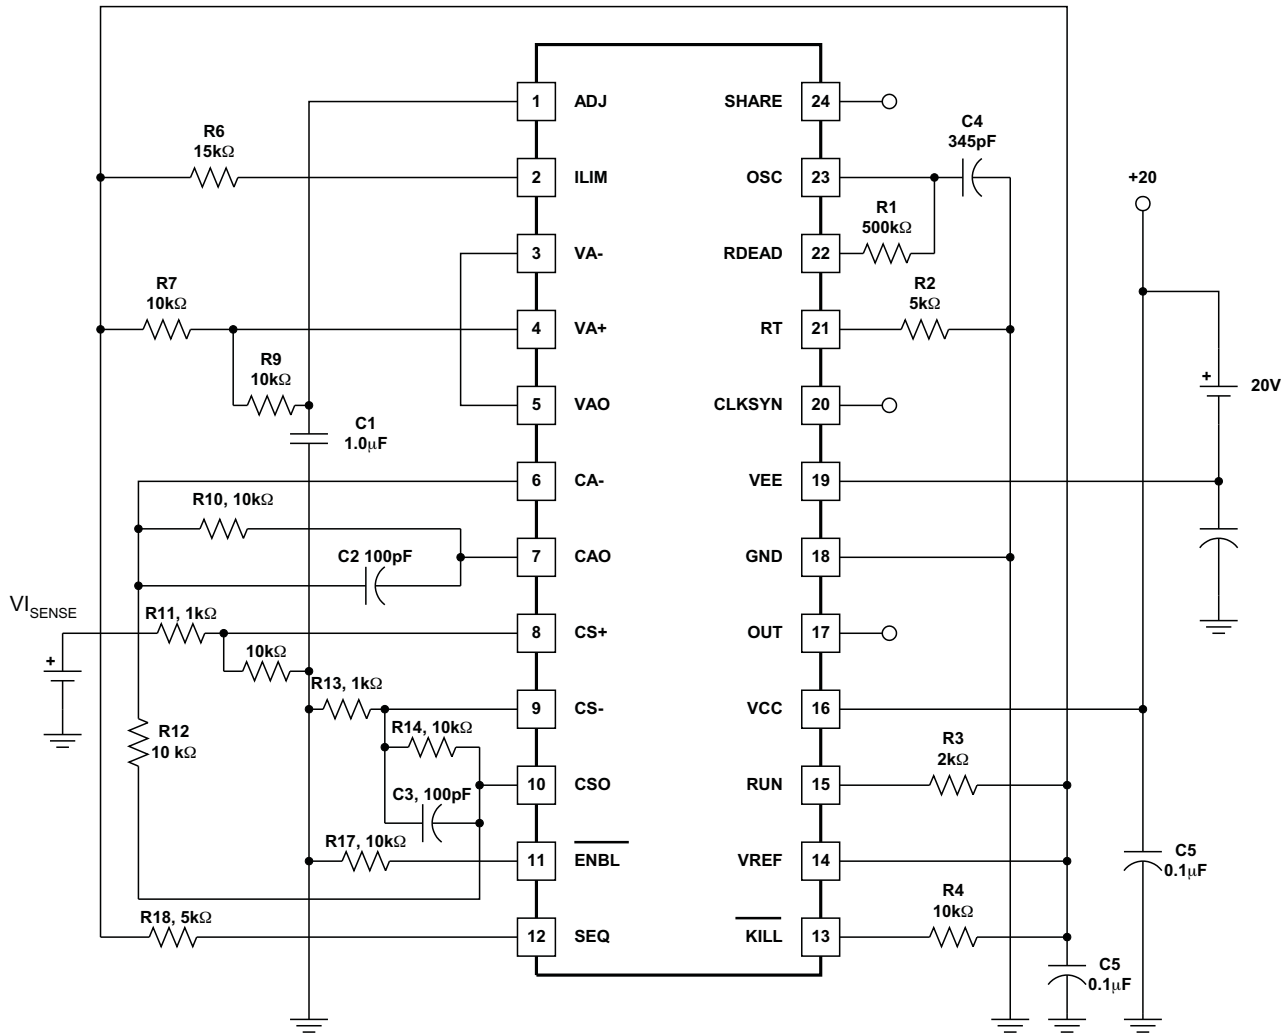 1 ADJ
SHARE 24
R6
15kΩ
C4
345pF
2 ILIM
OSC 23
+20
R1
500kΩ
3 VA-
RDEAD 22
R7
10kΩ
R2
5kΩ
4 VA+
RT 21
R9
10kΩ
+
20V
5 VAO
CLKSYN 20
C1
1.0μF
6 CA-
VEE 19
R10, 10kΩ
C2 100pF
7 CAO
GND 18
VI_SENSE
R11, 1kΩ
8 CS+
OUT 17
+
10kΩ
R13, 1kΩ
9 CS-
VCC 16
R12
10 kΩ
R14, 10kΩ
R3
2kΩ
10 CSO
RUN 15
C3, 100pF
R17, 10kΩ
11 ENBL
VREF 14
C5
0.1μF
R4
10kΩ
R18, 5kΩ
12 SEQ
KILL 13
C5
0.1μF